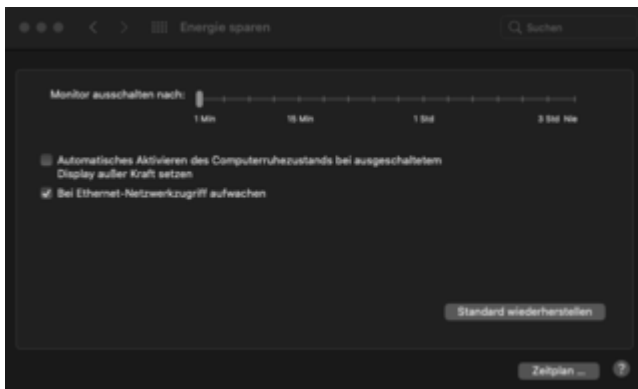 Energie sparen
Suchen
Monitor ausschalten nach:
1 Min 15 Min 1 Std 3 Std Nie
Automatisches Aktivieren des Computerruhezustands bei ausgeschaltetem
Display außer Kraft setzen
Bei Ethernet-Netzwerkzugriff aufwachen
Standard wiederherstellen
Zeitplan ... ?